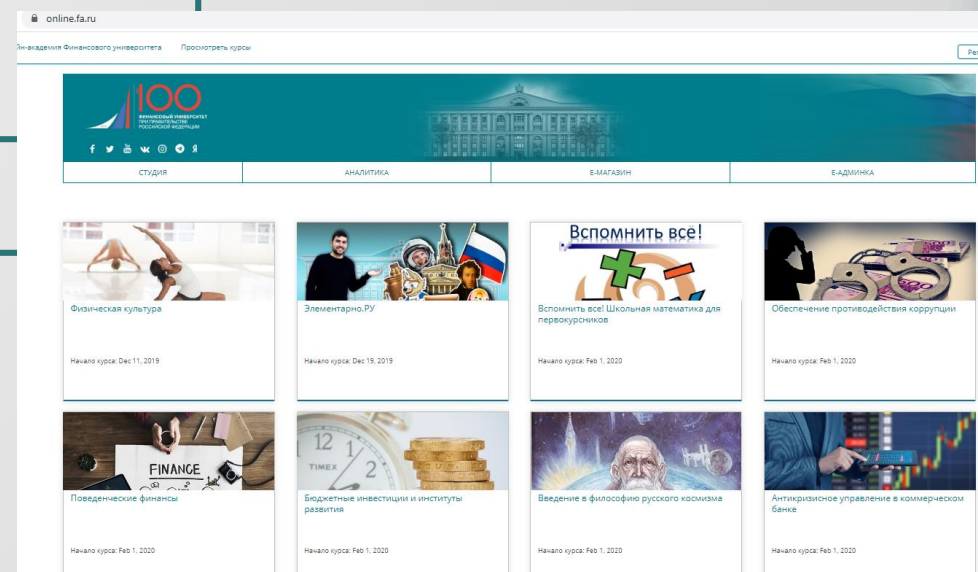 online.fa.ru
йн-академия Финансового университета Просмотреть курсы
100
ФИНАНСОВЫЙ УНИВЕРСИТЕТ
ПРИ ПРАВИТЕЛЬСТВЕ
РОССИЙСКОЙ ФЕДЕРАЦИИ
СТУДИЯ АНАЛИТИКА Е-МАГАЗИН Е-АДМИНКА
Вспомнить всё!
Физическая культура
Элементарно.РУ
Вспомнить все! Школьная математика для
первокурсников
Обеспечение противодействия коррупции
Начало курса: Dec 11, 2019
Начало курса: Dec 19, 2019
Начало курса: Feb 1, 2020
Начало курса: Feb 1, 2020
FINANCE
12
TIMEX
2
Поведенческие финансы
Бюджетные инвестиции и институты
развития
Введение в философию русского космизма
Антикризисное управление в коммерческом
банке
Начало курса: Feb 1, 2020
Начало курса: Feb 1, 2020
Начало курса: Feb 1, 2020
Начало курса: Feb 1, 2020